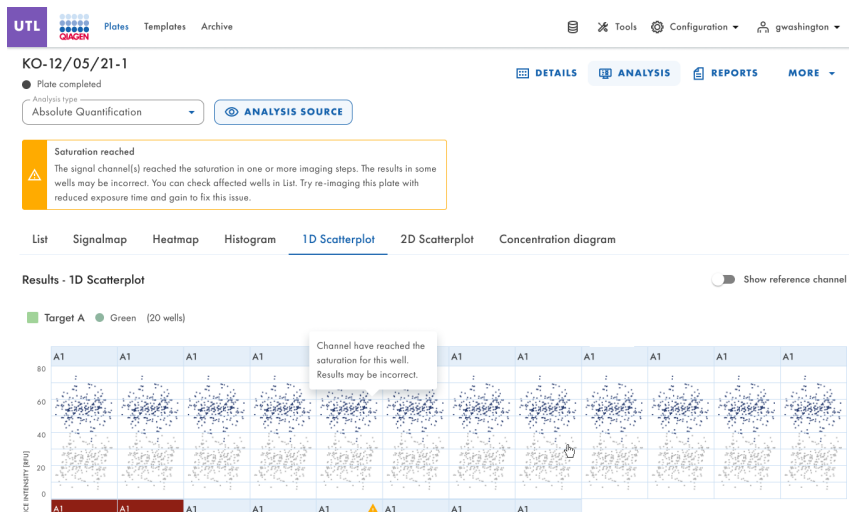 UTL
QIAGEN
Plates Templates Archive
Tools Configuration gwashington
KO-12/05/21-1
Plate completed
DETAILS ANALYSIS REPORTS MORE
Analysis type
Absolute Quantification
ANALYSIS SOURCE
Saturation reached
The signal channel(s) reached the saturation in one or more imaging steps. The results in some
wells may be incorrect. You can check affected wells in List. Try re-imaging this plate with
reduced exposure time and gain to fix this issue.
List Signalmap Heatmap Histogram 1D Scatterplot 2D Scatterplot Concentration diagram
Results - 1D Scatterplot
Show reference channel
Target A Green (20 wells)
Channel have reached the
saturation for this well.
Results may be incorrect.
A1 A1 A1 A1 A1 A1 A1 A1 A1 A1
80
60
40
20
0
INTENSITY [RFU]
A1 A1 A1 A1 A1 A1 A1 A1